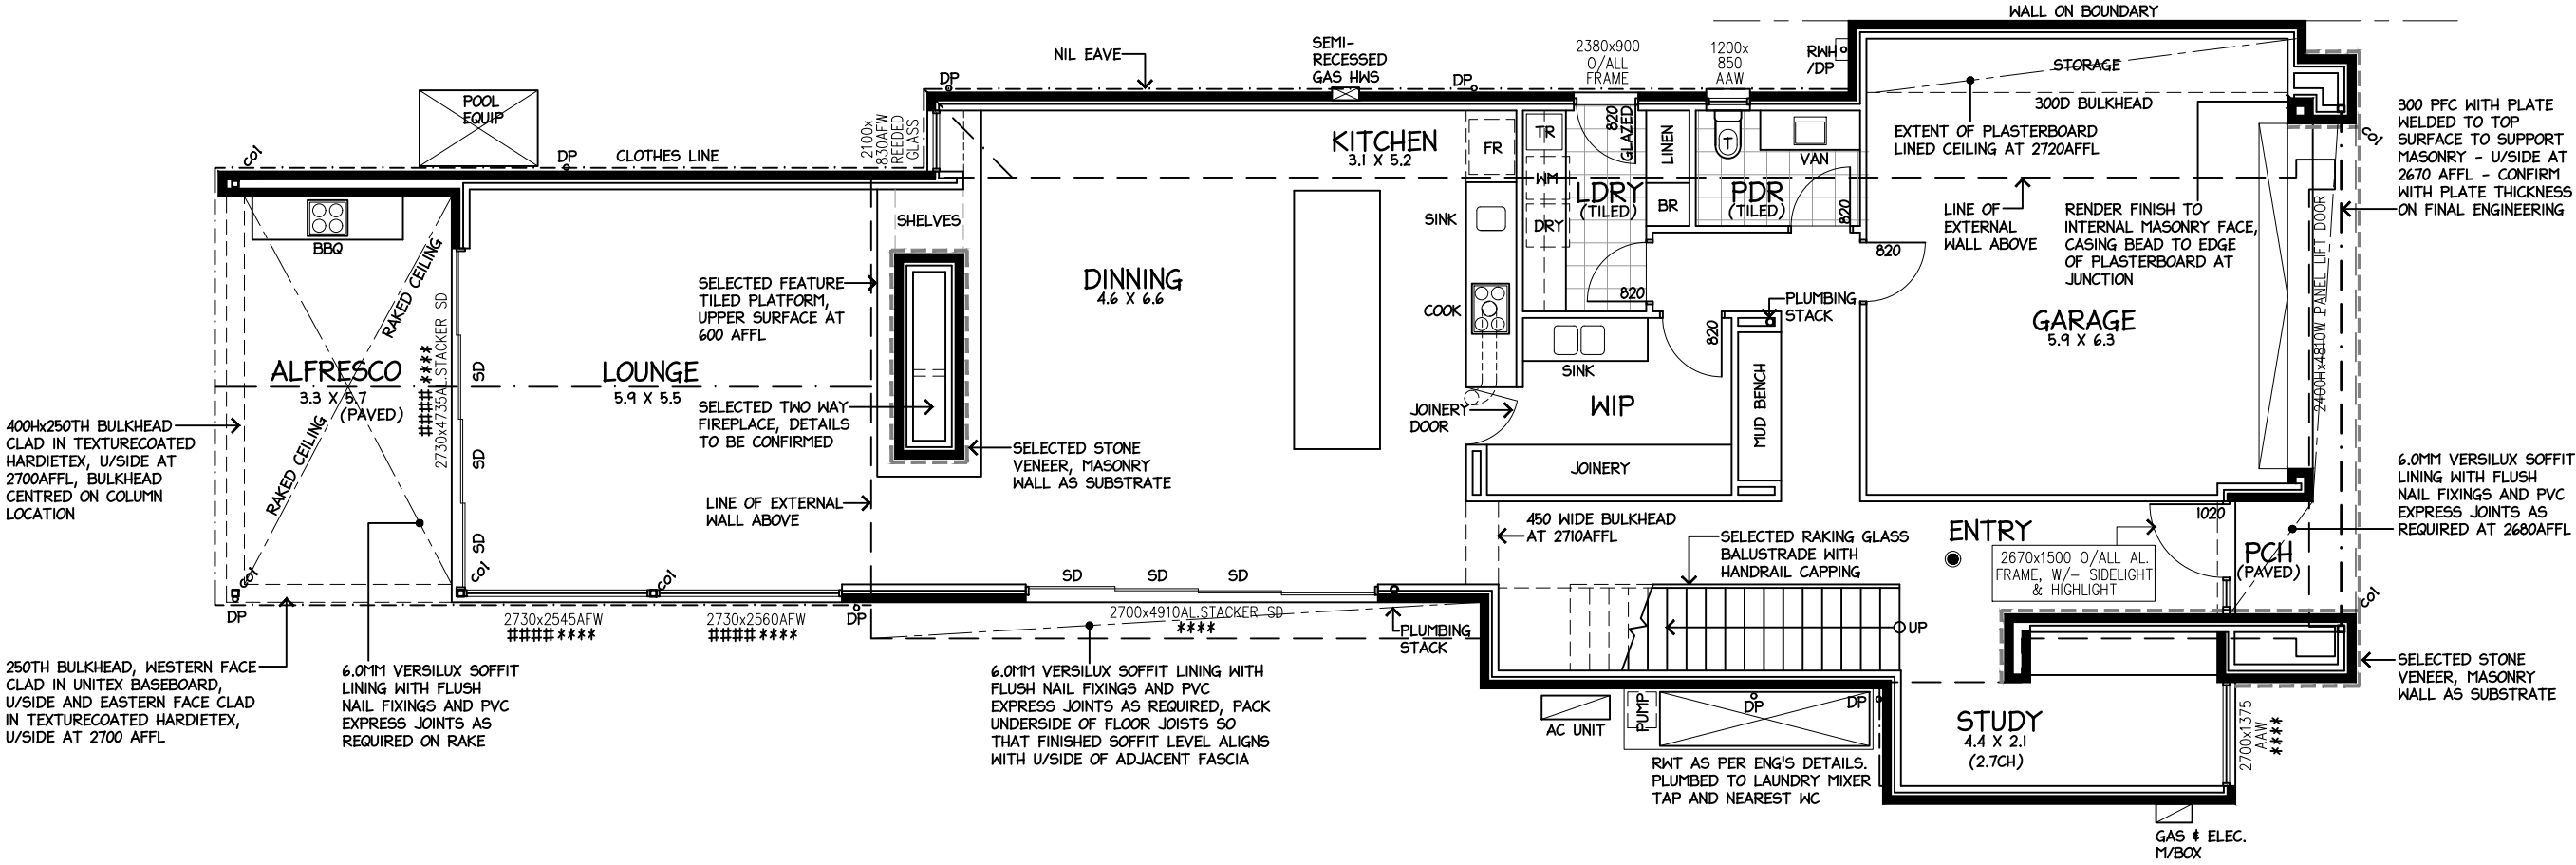 WALL ON BOUNDARY
NIL EAVE
SEMI-
RECESSED
GAS HWS
2380x900
O/ALL
FRAME
1200x
850
AAW
RWH
/DP
STORAGE
300D BULKHEAD
EXTENT OF PLASTERBOARD
LINED CEILING AT 2720AFFL
300 PFC WITH PLATE
WELDED TO TOP
SURFACE TO SUPPORT
MASONRY - U/SIDE AT
2670 AFFL - CONFIRM
WITH PLATE THICKNESS
ON FINAL ENGINEERING
POOL
EQUIP
DP
DP
DP
CLOTHES LINE
COl
COl
2100x
830AFW
REEDED
GLASS
KITCHEN
3.1 X 5.2
FR
TR
WM
DRY
820
GLAZED
LINEN
BR
LDRY
(TILED)
PDR
(TILED)
VAN
T
820
820
820
820
LINE OF
EXTERNAL
WALL ABOVE
RENDER FINISH TO
INTERNAL MASONRY FACE,
CASING BEAD TO EDGE
OF PLASTERBOARD AT
JUNCTION
2400Hx4810W PANEL LIFT DOOR
GARAGE
5.9 X 6.3
BBQ
RAKED CEILING
RAKED CEILING
ALFRESCO
3.3 X 5.7
(PAVED)
2730x4735AL.STACKER SD
####.****
SD
SD
SD
LOUNGE
5.9 X 5.5
SHELVES
SELECTED FEATURE
TILED PLATFORM,
UPPER SURFACE AT
600 AFFL
SELECTED TWO WAY
FIREPLACE, DETAILS
TO BE CONFIRMED
SELECTED STONE
VENEER, MASONRY
WALL AS SUBSTRATE
LINE OF EXTERNAL
WALL ABOVE
DINNING
4.6 X 6.6
SINK
COOK
SINK
JOINERY
DOOR
WIP
JOINERY
MUD BENCH
PLUMBING
STACK
400Hx250TH BULKHEAD
CLAD IN TEXTURECOATED
HARDIETEX, U/SIDE AT
2700AFFL, BULKHEAD
CENTRED ON COLUMN
LOCATION
450 WIDE BULKHEAD
AT 2710AFFL
SELECTED RAKING GLASS
BALUSTRADE WITH
HANDRAIL CAPPING
ENTRY
1020
2670x1500 O/ALL AL.
FRAME, W/- SIDELIGHT
& HIGHLIGHT
PCH
(PAVED)
6.0MM VERSILUX SOFFIT
LINING WITH FLUSH
NAIL FIXINGS AND PVC
EXPRESS JOINTS AS
REQUIRED AT 2680AFFL
COl
COl
COl
COl
DP
DP
SD
SD
SD
2730x2545AFW
####.****
2730x2560AFW
####.****
2700x4910AL.STACKER SD
****
PLUMBING
STACK
UP
250TH BULKHEAD, WESTERN FACE
CLAD IN UNITEX BASEBOARD,
U/SIDE AND EASTERN FACE CLAD
IN TEXTURECOATED HARDIETEX,
U/SIDE AT 2700 AFFL
6.0MM VERSILUX SOFFIT
LINING WITH FLUSH
NAIL FIXINGS AND PVC
EXPRESS JOINTS AS
REQUIRED ON RAKE
6.0MM VERSILUX SOFFIT LINING WITH
FLUSH NAIL FIXINGS AND PVC
EXPRESS JOINTS AS REQUIRED, PACK
UNDERSIDE OF FLOOR JOISTS SO
THAT FINISHED SOFFIT LEVEL ALIGNS
WITH U/SIDE OF ADJACENT FASCIA
AC UNIT
PUMP
DP
DP
RWT AS PER ENG'S DETAILS.
PLUMBED TO LAUNDRY MIXER
TAP AND NEAREST WC
STUDY
4.4 X 2.1
(2.7CH)
2700x1375
AAW
****
SELECTED STONE
VENEER, MASONRY
WALL AS SUBSTRATE
GAS & ELEC.
M/BOX